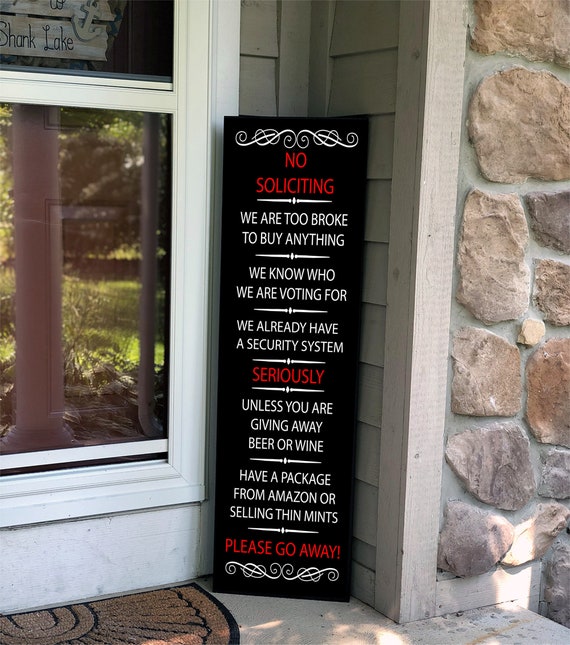 to
Shank Lake
NO
SOLICITING
WE ARE TOO BROKE
TO BUY ANYTHING
WE KNOW WHO
WE ARE VOTING FOR
WE ALREADY HAVE
A SECURITY SYSTEM
SERIOUSLY
UNLESS YOU ARE
GIVING AWAY
BEER OR WINE
HAVE A PACKAGE
FROM AMAZON OR
SELLING THIN MINTS
PLEASE GO AWAY!